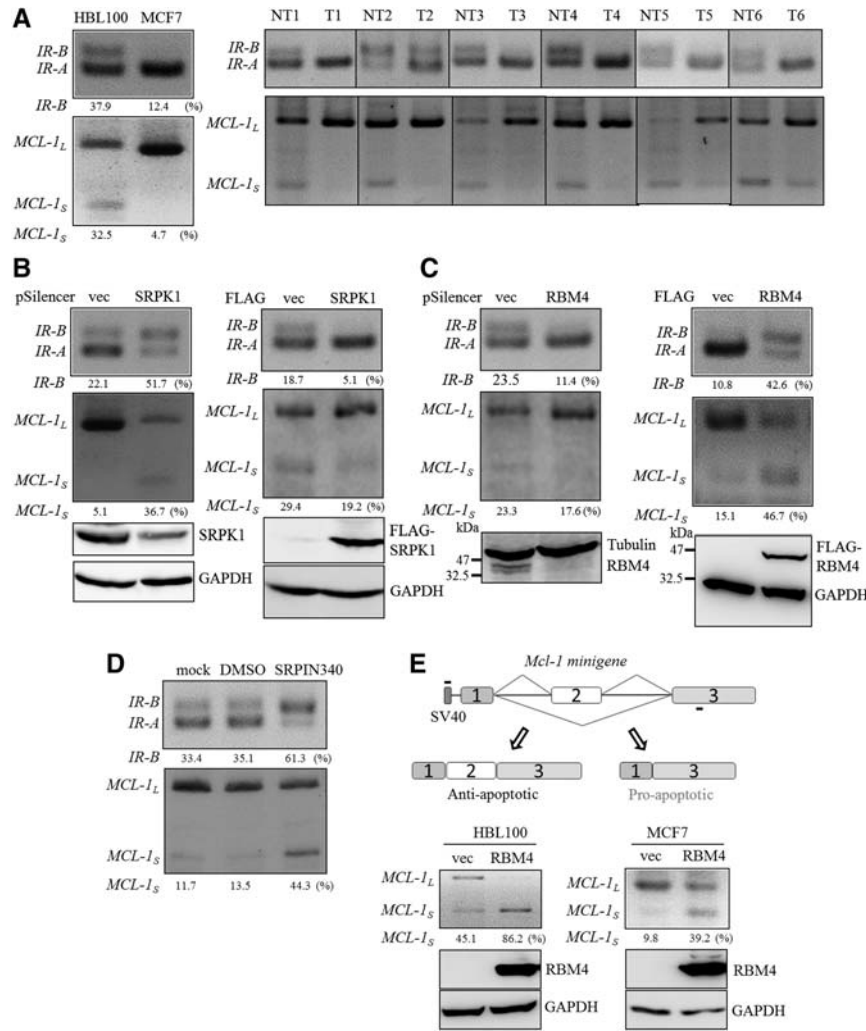 A
HBL100 MCF7
IR-B
IR-A
IR-B 37.9 12.4 (%)
MCL-1L
MCL-1S
MCL-1S 32.5 4.7 (%)
NT1 T1 NT2 T2 NT3 T3 NT4 T4 NT5 T5 NT6 T6
IR-B
IR-A
MCL-1L
MCL-1S
B
pSilencer vec SRPK1
IR-B
IR-A
IR-B 22.1 51.7 (%)
MCL-1L
MCL-1S
MCL-1S 5.1 36.7 (%)
SRPK1
GAPDH
FLAG vec SRPK1
IR-B
IR-A
IR-B 18.7 5.1 (%)
MCL-1L
MCL-1S
MCL-1S 29.4 19.2 (%)
FLAG-
SRPK1
GAPDH
C
pSilencer vec RBM4
IR-B
IR-A
IR-B 23.5 11.4 (%)
MCL-1L
MCL-1S
MCL-1S 23.3 17.6 (%)
kDa
47
32.5
Tubulin
RBM4
FLAG vec RBM4
IR-B
IR-A
IR-B 10.8 42.6 (%)
MCL-1L
MCL-1S
MCL-1S 15.1 46.7 (%)
kDa
47
32.5
FLAG-
RBM4
GAPDH
D
mock DMSO SRPIN340
IR-B
IR-A
IR-B 33.4 35.1 61.3 (%)
MCL-1L
MCL-1S
MCL-1S 11.7 13.5 44.3 (%)
E
Mcl-1 minigene
1 2 3
SV40
1 2 3
Anti-apoptotic
1 3
Pro-apoptotic
HBL100
vec RBM4
MCL-1L
MCL-1S
MCL-1S 45.1 86.2 (%)
RBM4
GAPDH
MCF7
vec RBM4
MCL-1L
MCL-1S
MCL-1S 9.8 39.2 (%)
RBM4
GAPDH